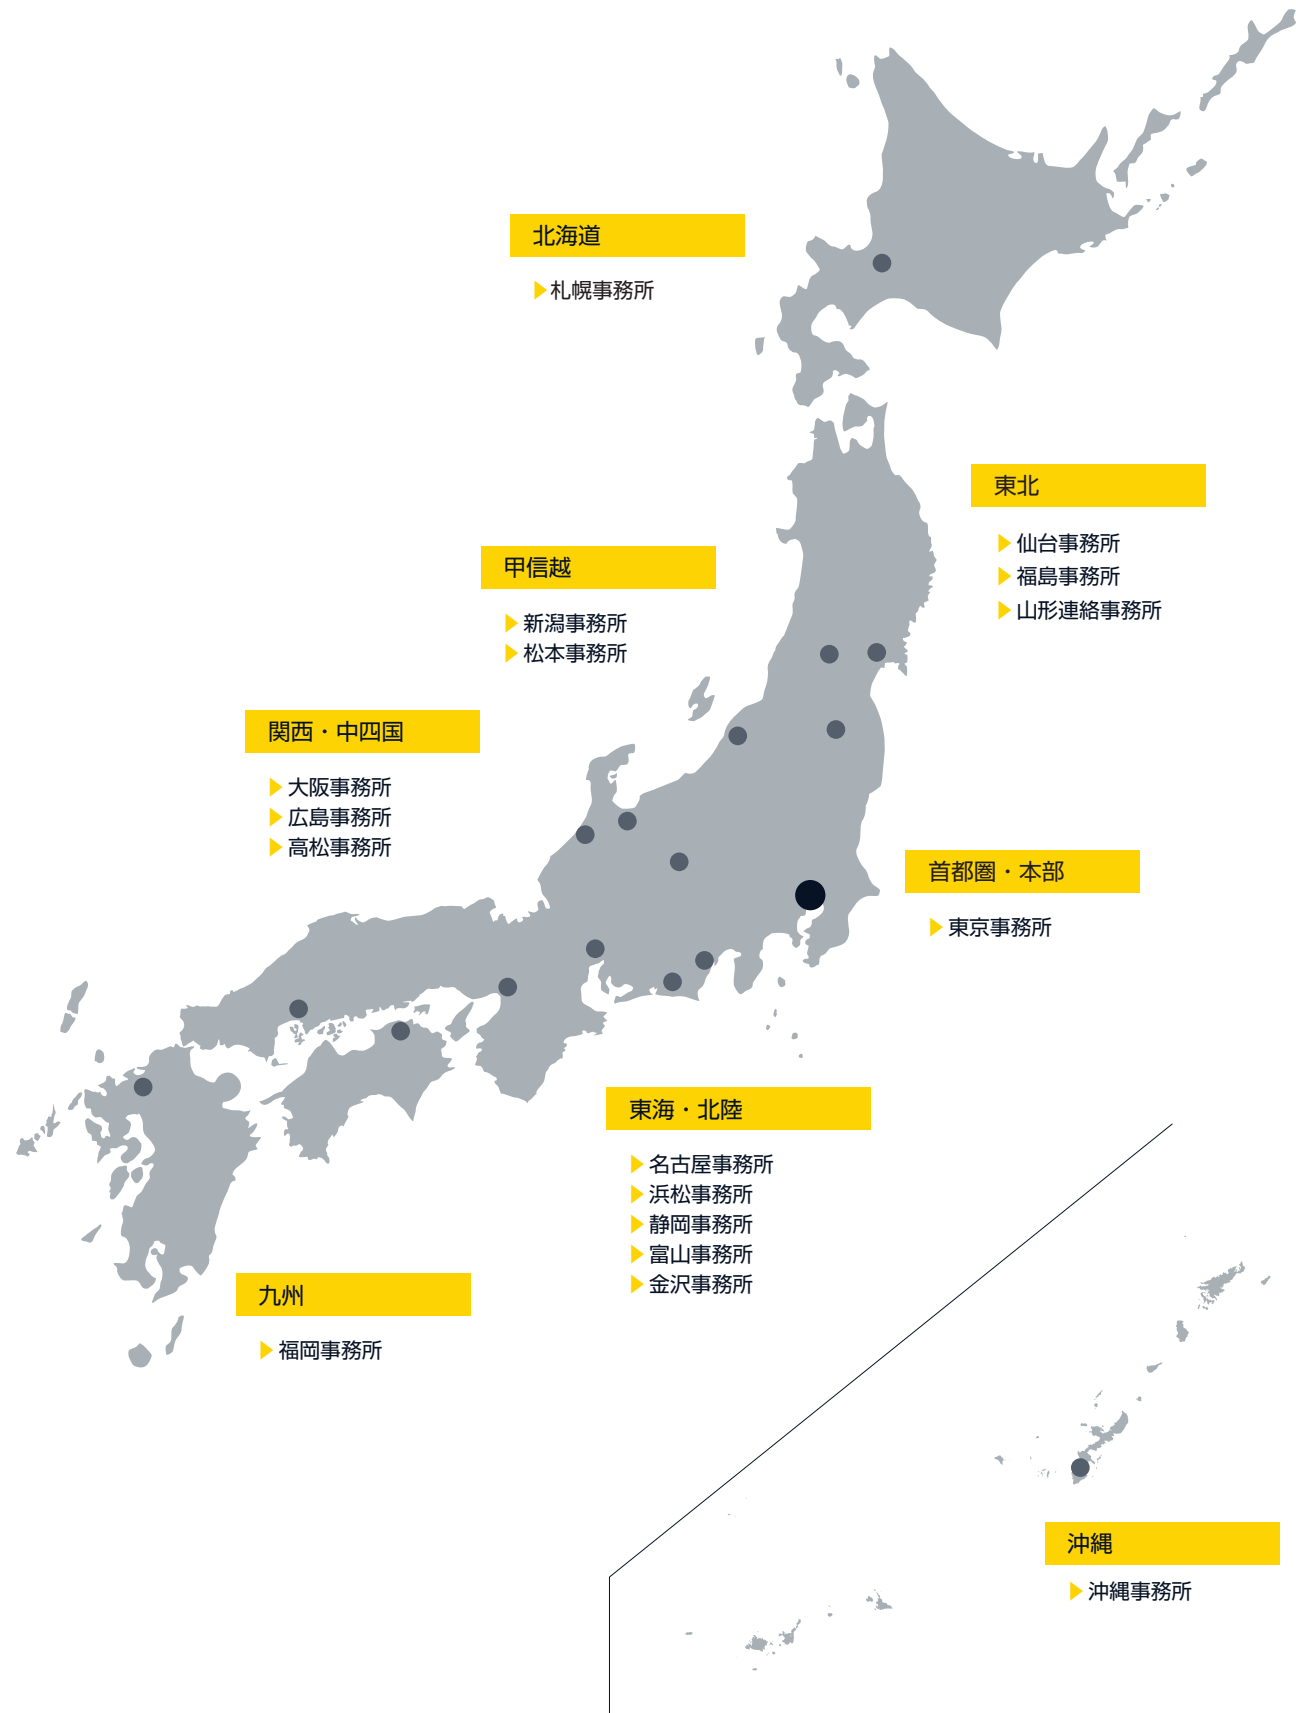 北海道
札幌事務所
東北
仙台事務所
福島事務所
山形連絡事務所
甲信越
新潟事務所
松本事務所
関西・中四国
大阪事務所
広島事務所
高松事務所
首都圏・本部
東京事務所
東海・北陸
名古屋事務所
浜松事務所
静岡事務所
富山事務所
金沢事務所
九州
福岡事務所
沖縄
沖縄事務所